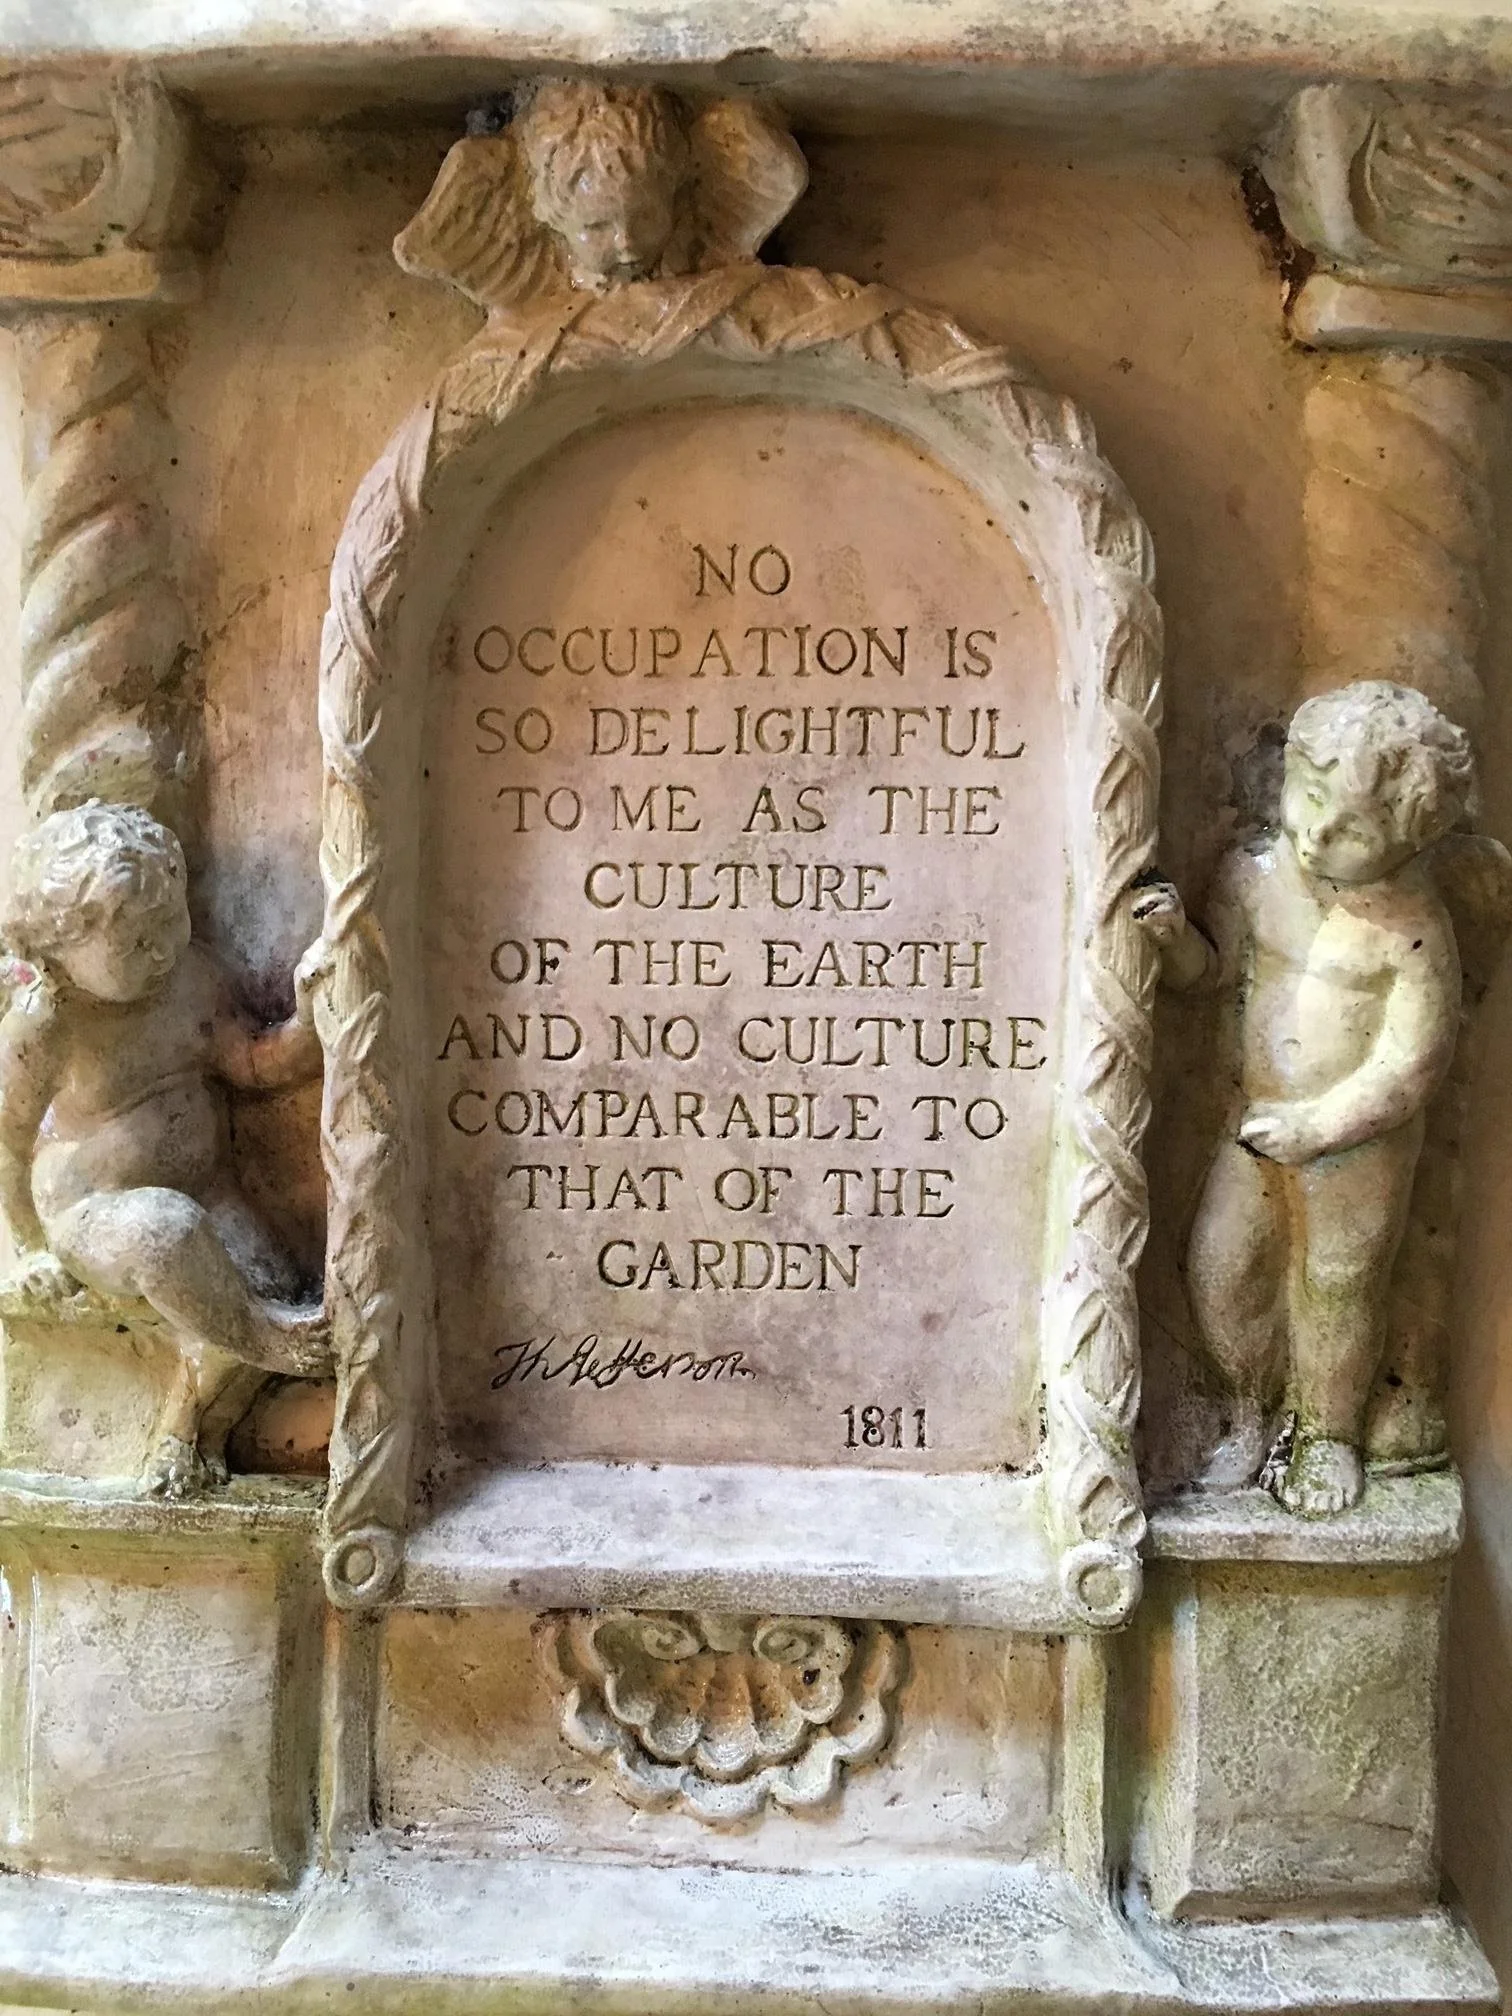 NO
OCCUPATION IS
SO DELIGHTFUL
TO ME AS THE
CULTURE
OF THE EARTH
AND NO CULTURE
COMPARABLE TO
THAT OF THE
GARDEN
Th Jefferson
1811